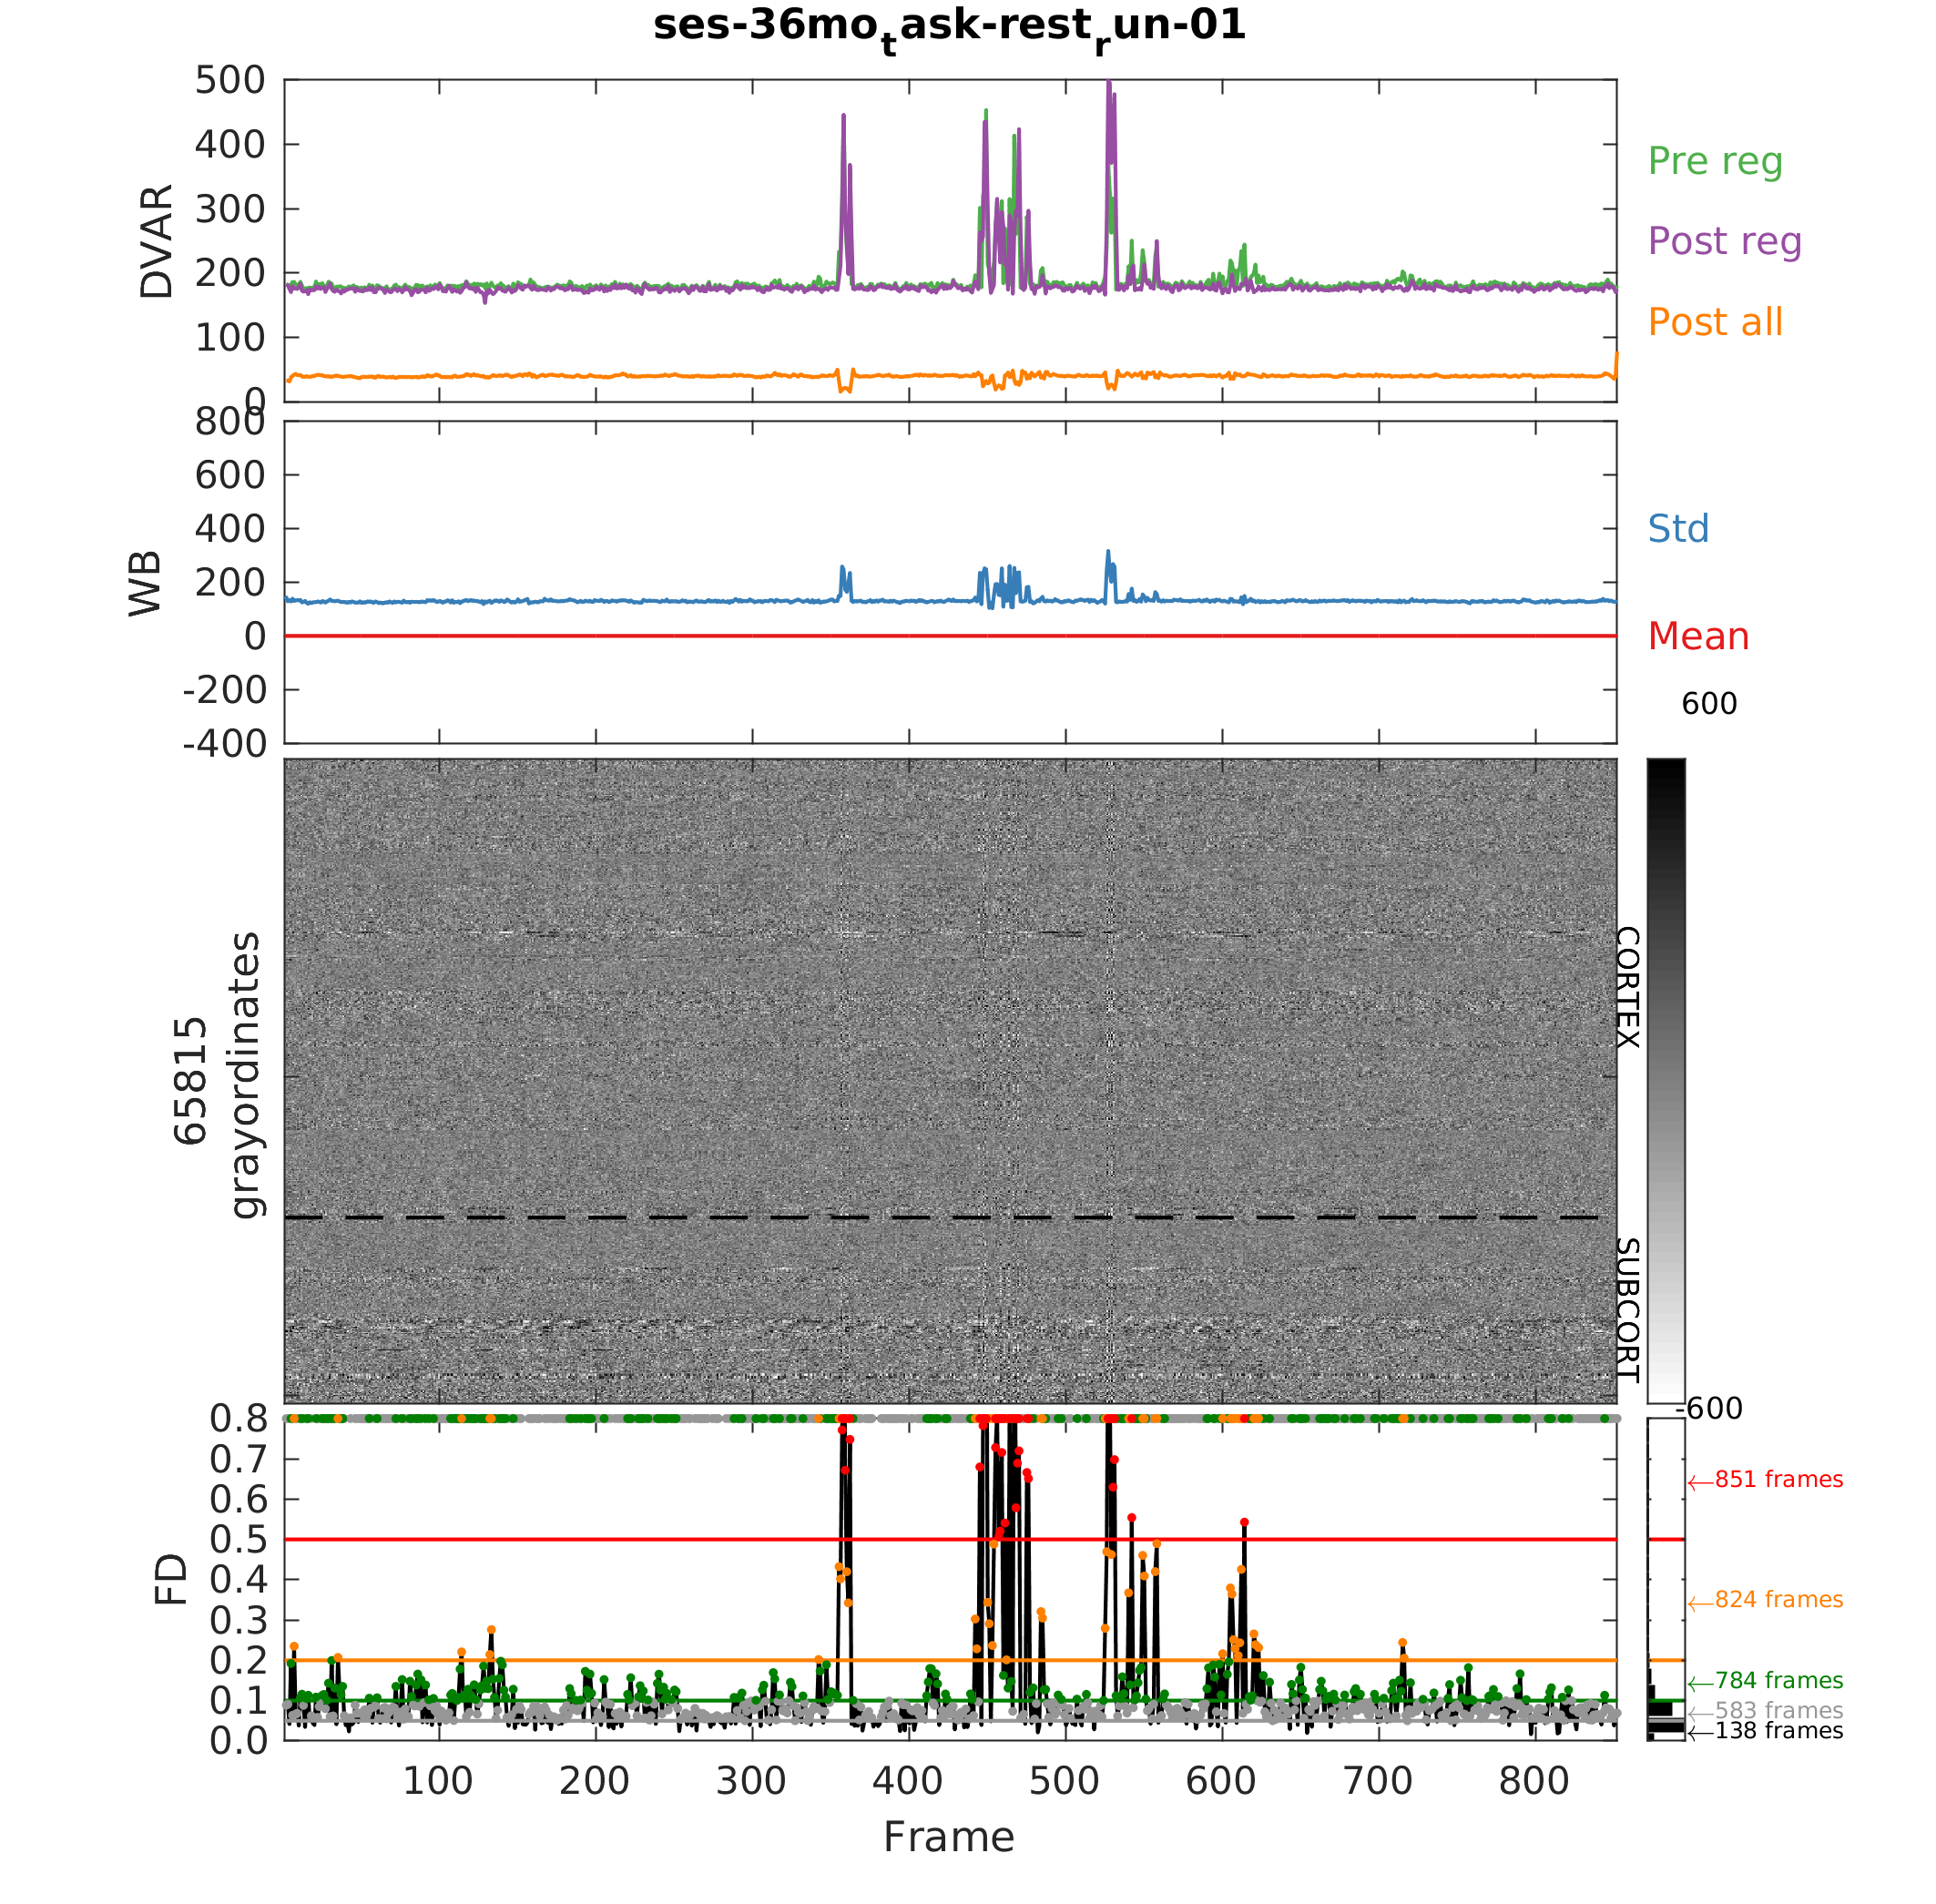 ses-36motask-restrun-01
500
400
300
200
100
0
DVAR
Pre reg
Post reg
Post all
800
600
400
200
0
-200
-400
WB
Std
Mean
600
65815
grayordinates
CORTEX
SUBCORT
-600
0.8
0.7
0.6
0.5
0.4
0.3
0.2
0.1
0.0
FD
←851 frames
←824 frames
←784 frames
←583 frames
←138 frames
100 200 300 400 500 600 700 800
Frame